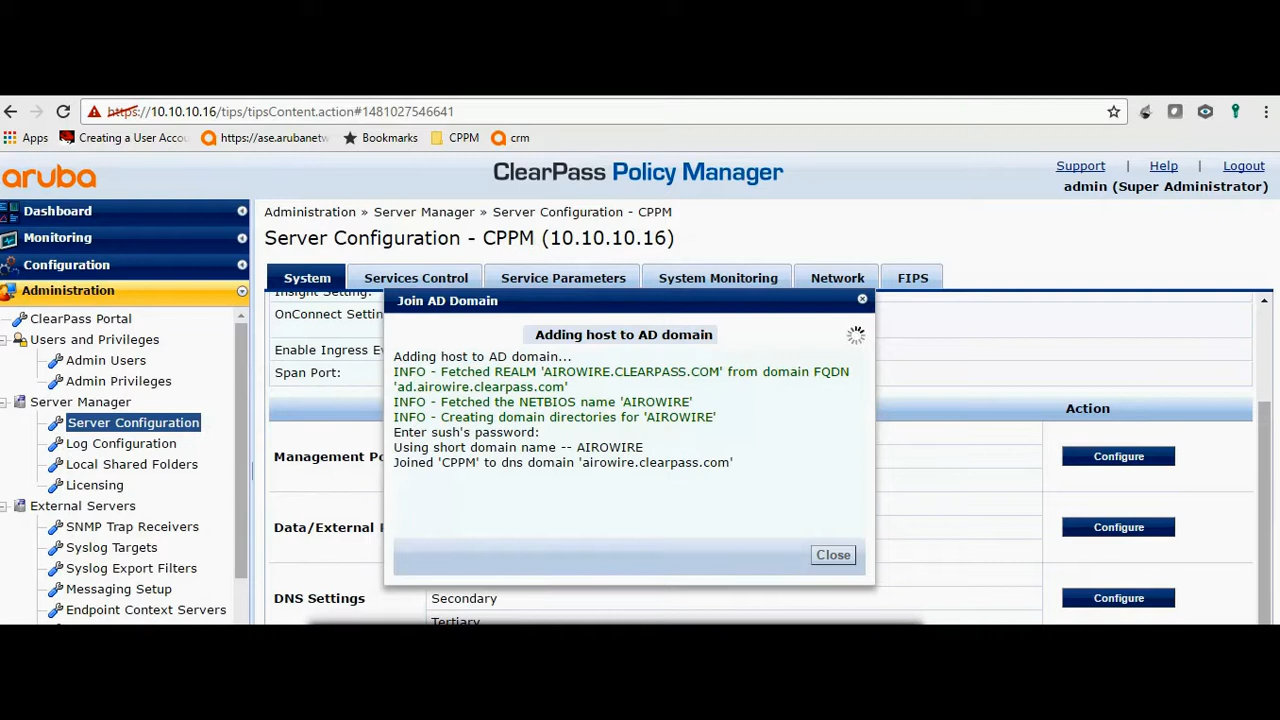 https://10.10.10.16/tips/tipsContent.action#1481027546641
Apps Creating a User Accou https://ase.arubanetw Bookmarks CPPM crm
aruba
ClearPass Policy Manager
Support | Help | Logout
admin (Super Administrator)
Dashboard
Monitoring
Configuration
Administration
ClearPass Portal
Users and Privileges
Admin Users
Admin Privileges
Server Manager
Server Configuration
Log Configuration
Local Shared Folders
Licensing
External Servers
SNMP Trap Receivers
Syslog Targets
Syslog Export Filters
Messaging Setup
Endpoint Context Servers
Administration » Server Manager » Server Configuration - CPPM
Server Configuration - CPPM (10.10.10.16)
System Services Control Service Parameters System Monitoring Network FIPS
Insight Setting:
OnConnect Settin
Enable Ingress Ev
Span Port:
Action
Management Po
Configure
Data/External
Configure
DNS Settings
Secondary
Configure
Tertiary
Join AD Domain
Adding host to AD domain
Adding host to AD domain...
INFO - Fetched REALM 'AIROWIRE.CLEARPASS.COM' from domain FQDN
'ad.airowire.clearpass.com'
INFO - Fetched the NETBIOS name 'AIROWIRE'
INFO - Creating domain directories for 'AIROWIRE'
Enter sush's password:
Using short domain name -- AIROWIRE
Joined 'CPPM' to dns domain 'airowire.clearpass.com'
Close